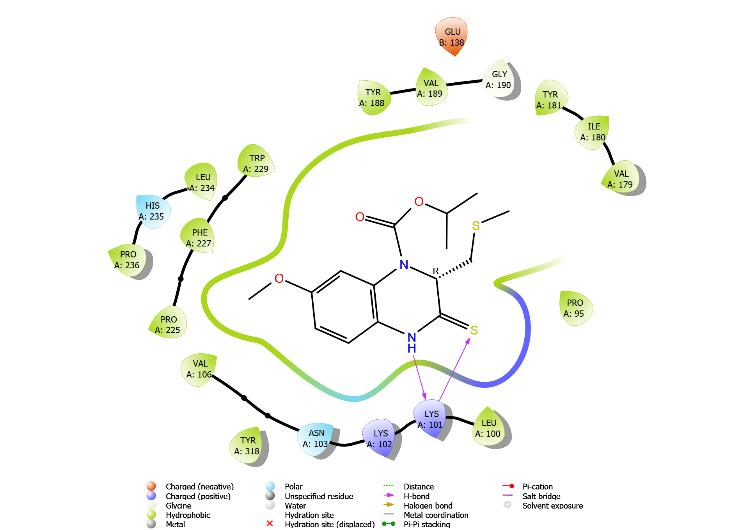 GLU
B: 138
GLY
A: 190
VAL
A: 189
TYR
A: 188
TYR
A: 181
ILE
A: 180
VAL
A: 179
TRP
A: 229
LEU
A: 234
HIS
A: 235
PHE
A: 227
PRO
A: 236
PRO
A: 225
O
O
S
N
R
O
N
H
S
PRO
A: 95
VAL
A: 106
TYR
A: 318
ASN
A: 103
LYS
A: 102
LYS
A: 101
LEU
A: 100
Charged (negative)
Charged (positive)
Glycine
Hydrophobic
Metal
Polar
Unspecified residue
Water
Hydration site
Hydration site (displaced)
Distance
H-bond
Halogen bond
Metal coordination
Pi-Pi stacking
Pi-cation
Salt bridge
Solvent exposure